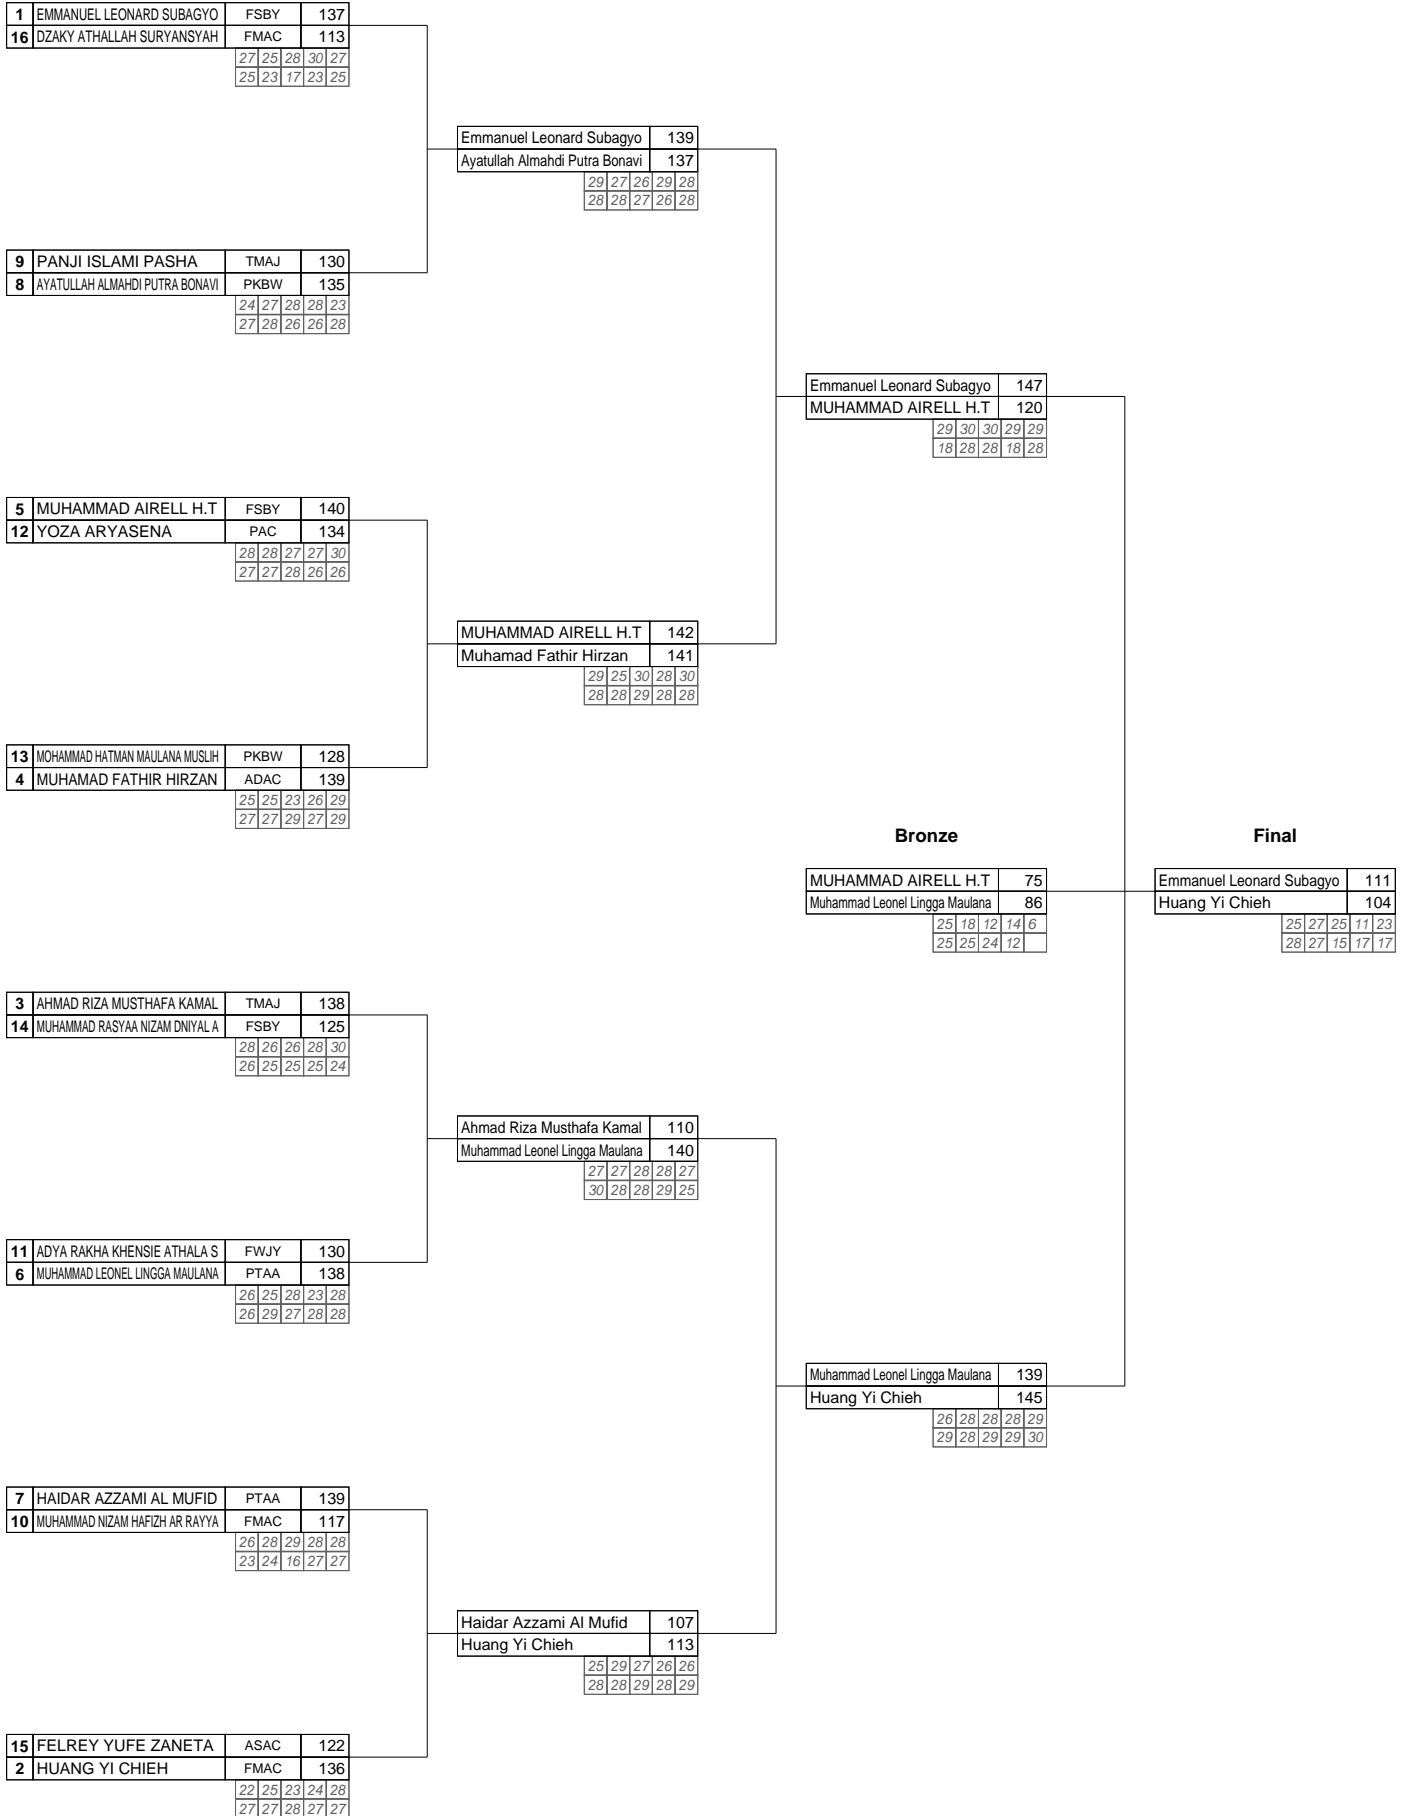 1 EMMANUEL LEONARD SUBAGYO FSBY 137
16 DZAKY ATHALLAH SURYANSYAH FMAC 113
27 25 28 30 27
25 23 17 23 25
Emmanuel Leonard Subagyo 139
Ayatullah Almahdi Putra Bonavi 137
29 27 26 29 28
28 28 27 26 28
9 PANJI ISLAMI PASHA TMAJ 130
8 AYATULLAH ALMAHDI PUTRA BONAVI PKBW 135
24 27 28 28 23
27 28 26 26 28
Emmanuel Leonard Subagyo 147
MUHAMMAD AIRELL H.T 120
29 30 30 29 29
18 28 28 18 28
5 MUHAMMAD AIRELL H.T FSBY 140
12 YOZA ARYASENA PAC 134
28 28 27 27 30
27 27 28 26 26
MUHAMMAD AIRELL H.T 142
Muhamad Fathir Hirzan 141
29 25 30 28 30
28 28 29 28 28
13 MOHAMMAD HATMAN MAULANA MUSLIH PKBW 128
4 MUHAMAD FATHIR HIRZAN ADAC 139
25 25 23 26 29
27 27 29 27 29
Bronze Final
MUHAMMAD AIRELL H.T 75 Emmanuel Leonard Subagyo 111
Muhammad Leonel Lingga Maulana 86 Huang Yi Chieh 104
25 18 12 14 6 25 27 25 11 23
25 25 24 12 28 27 15 17 17
3 AHMAD RIZA MUSTHAFA KAMAL TMAJ 138
14 MUHAMMAD RASYAA NIZAM DNIYAL A FSBY 125
28 26 26 28 30
26 25 25 25 24
Ahmad Riza Musthafa Kamal 110
Muhammad Leonel Lingga Maulana 140
27 27 28 28 27
30 28 28 29 25
11 ADYA RAKHA KHENSIE ATHALA S FWJY 130
6 MUHAMMAD LEONEL LINGGA MAULANA PTAA 138
26 25 28 23 28
26 29 27 28 28
Muhammad Leonel Lingga Maulana 139
Huang Yi Chieh 145
26 28 28 28 29
29 28 29 29 30
7 HAIDAR AZZAMI AL MUFID PTAA 139
10 MUHAMMAD NIZAM HAFIZH AR RAYYA FMAC 117
26 28 29 28 28
23 24 16 27 27
Haidar Azzami Al Mufid 107
Huang Yi Chieh 113
25 29 27 26 26
28 28 29 28 29
15 FELREY YUFE ZANETA ASAC 122
2 HUANG YI CHIEH FMAC 136
22 25 23 24 28
27 27 28 27 27